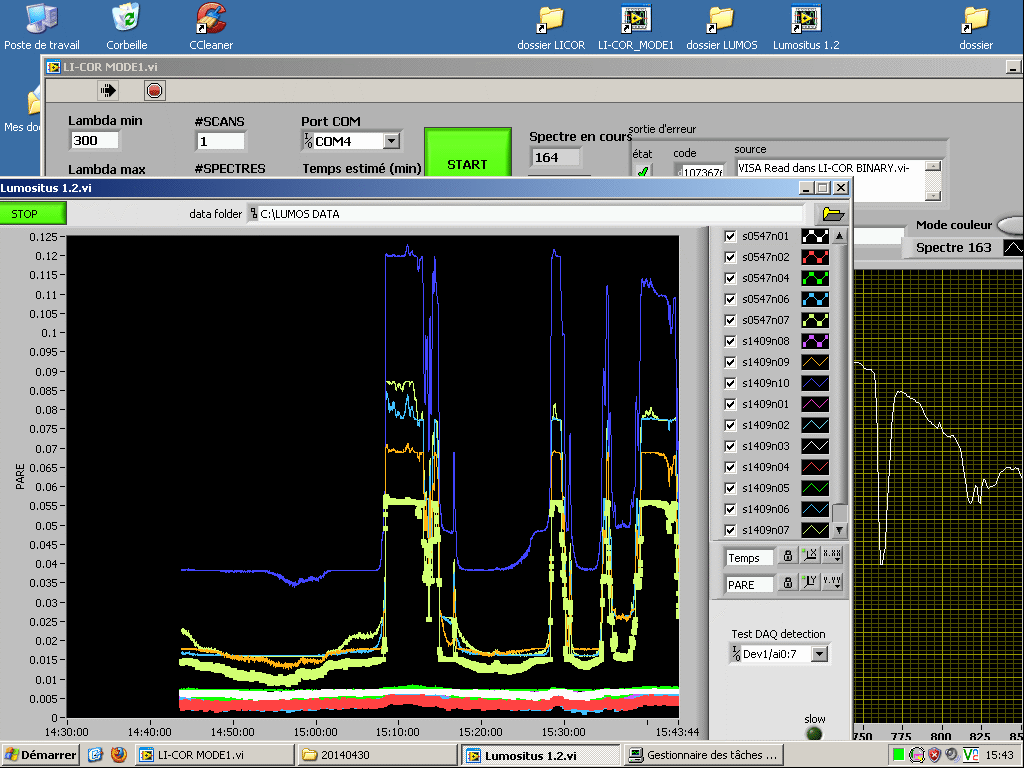 Poste de travail
Corbeille
CCleaner
dossier LICOR
LI-COR_MODE1
dossier LUMOS
Lumositus 1.2
dossier
LI-COR MODE1.vi
Lambda min
300
Lambda max
#SCANS
1
#SPECTRES
Port COM
COM4
Temps estimé (min)
START
Spectre en cours
164
sortie d'erreur
état
code
source
VISA Read dans LI-COR BINARY.vi-
Mode couleur
Spectre 163
Lumositus 1.2.vi
STOP
data folder
C:\LUMOS DATA
0.125
0.12
0.115
0.11
0.105
0.1
0.095
0.09
0.085
0.08
0.075
0.07
0.065
0.06
0.055
0.05
0.045
0.04
0.035
0.03
0.025
0.02
0.015
0.01
0.005
0
PARE
14:30:00
14:40:00
14:50:00
15:00:00
15:10:00
15:20:00
15:30:00
15:43:44
s0547n01
s0547n02
s0547n04
s0547n06
s0547n07
s1409n08
s1409n09
s1409n10
s1409n01
s1409n02
s1409n03
s1409n04
s1409n05
s1409n06
s1409n07
Temps
PARE
Test DAQ detection
Dev1/ai0:7
slow
750
775
800
825
Démarrer
LI-COR MODE1.vi
20140430
Lumositus 1.2.vi
Gestionnaire des tâches ...
15:43